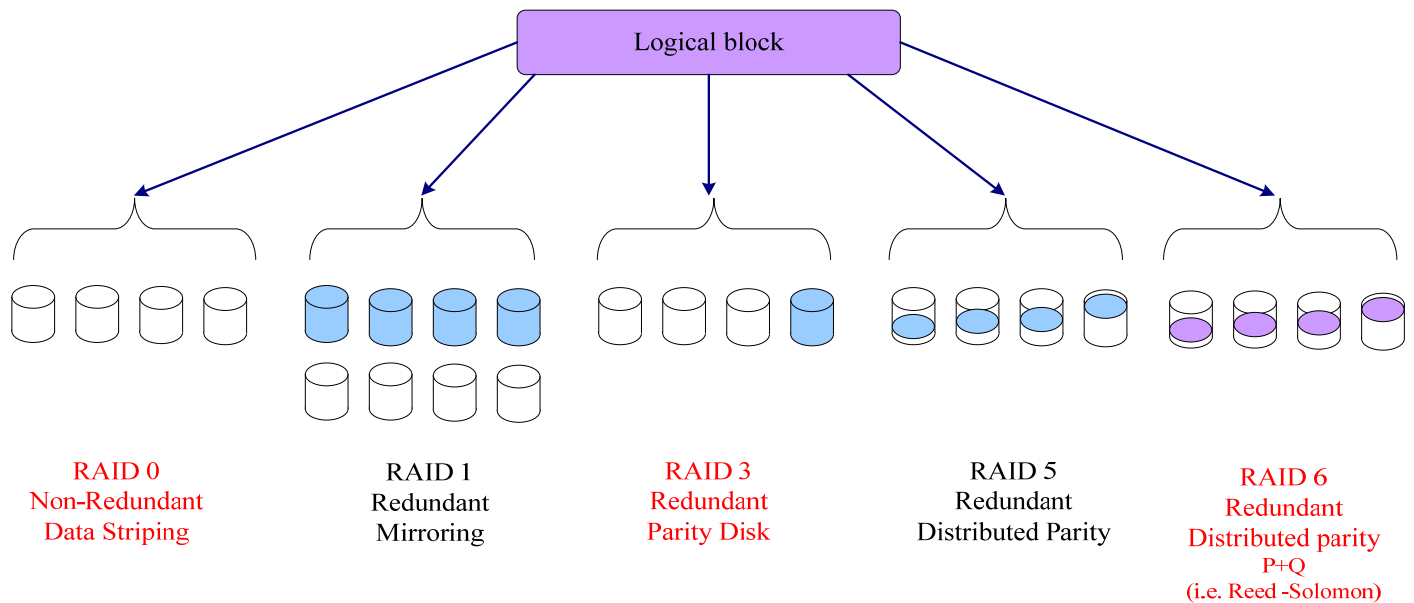 Logical block
RAID 0
Non-Redundant
Data Striping
RAID 1
Redundant
Mirroring
RAID 3
Redundant
Parity Disk
RAID 5
Redundant
Distributed Parity
RAID 6
Redundant
Distributed parity
P+Q
(i.e. Reed -Solomon)